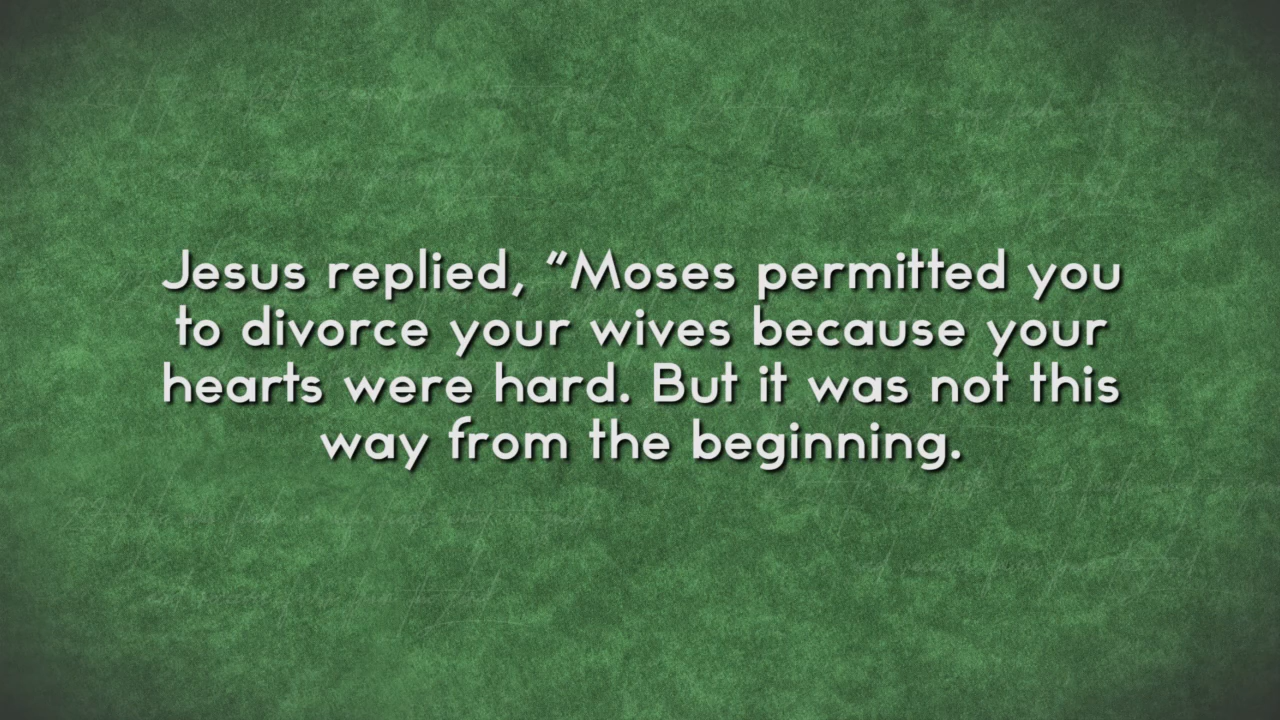 Jesus replied, “Moses permitted you
to divorce your wives because your
hearts were hard. But it was not this
way from the beginning.